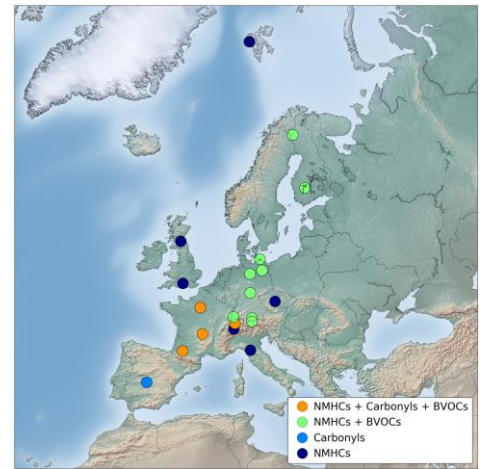 NMHCs + Carbonyls + BVOCs
NMHCs + BVOCs
Carbonyls
NMHCs